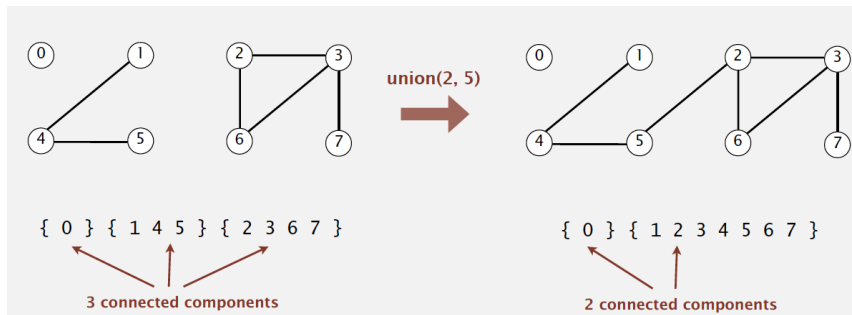 0 1 2 3
4 5 6 7
union(2, 5)
0 1 2 3
4 5 6 7
{ 0 } { 1 4 5 } { 2 3 6 7 }
3 connected components
{ 0 } { 1 2 3 4 5 6 7 }
2 connected components